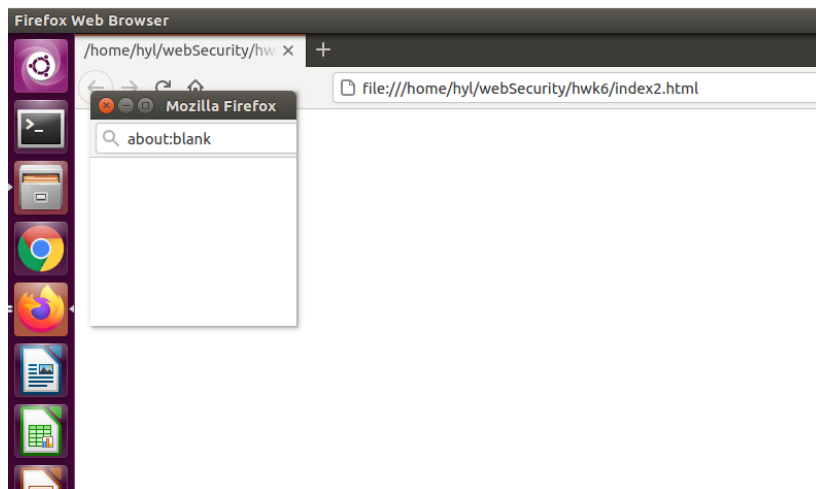 Firefox Web Browser
/home/hyl/webSecurity/hw
file:///home/hyl/webSecurity/hwk6/index2.html
Mozilla Firefox
about:blank